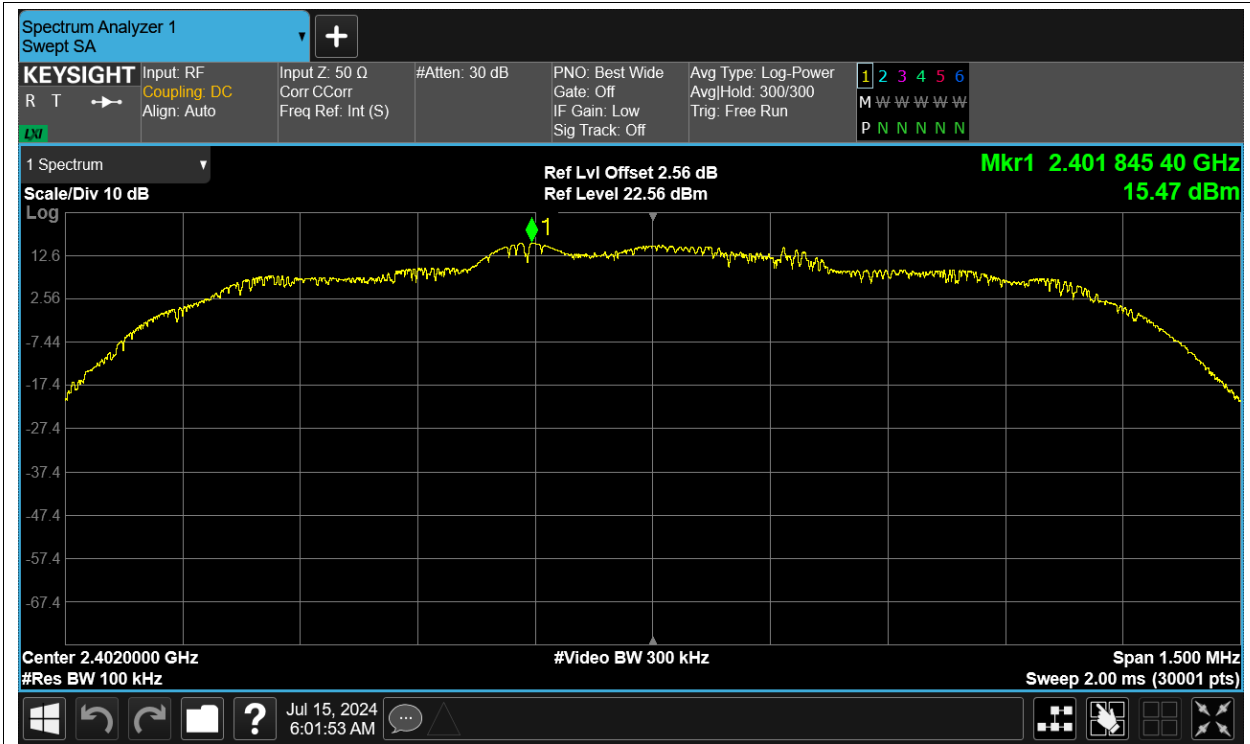 Spectrum Analyzer 1
Swept SA
KEYSIGHT
R T
LXI
Input: RF
Coupling: DC
Align: Auto
Input Z: 50 Ω
Corr CCorr
Freq Ref: Int (S)
#Atten: 30 dB
PNO: Best Wide
Gate: Off
IF Gain: Low
Sig Track: Off
Avg Type: Log-Power
Avg|Hold: 300/300
Trig: Free Run
1 2 3 4 5 6
M W W W W W
P N N N N N
1 Spectrum
Scale/Div 10 dB
Ref Lvl Offset 2.56 dB
Ref Level 22.56 dBm
Mkr1 2.401 845 40 GHz
15.47 dBm
Log
1
12.6
2.56
-7.44
-17.4
-27.4
-37.4
-47.4
-57.4
-67.4
Center 2.4020000 GHz
#Video BW 300 kHz
Span 1.500 MHz
#Res BW 100 kHz
Sweep 2.00 ms (30001 pts)
?
Jul 15, 2024
6:01:53 AM